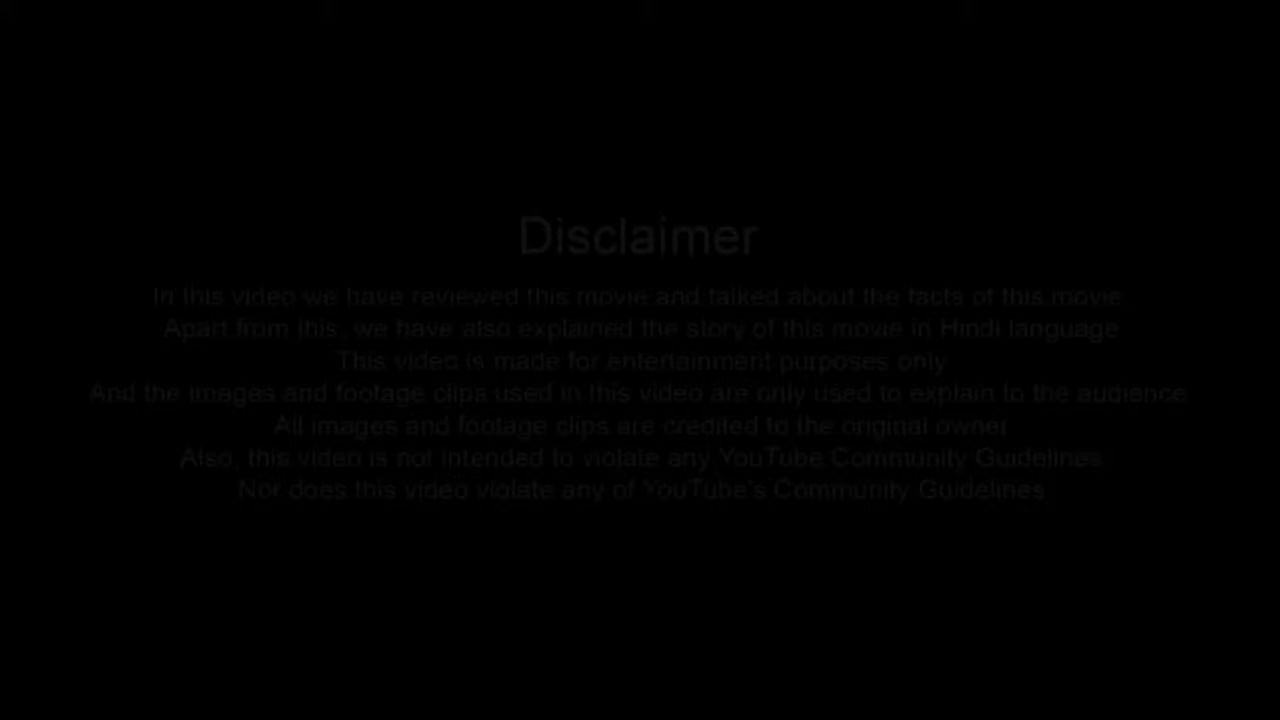 Disclaimer
In this video we have reviewed this movie and talked about the facts of this movie
Apart from this, we have also explained the story of this movie in Hindi language
This video is made for entertainment purposes only
And the images and footage clips used in this video are only used to explain to the audience
All images and footage clips are credited to the original owner
Also, this video is not intended to violate any YouTube Community Guidelines
Nor does this video violate any of YouTube's Community Guidelines